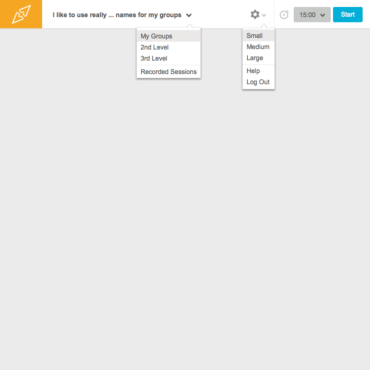 I like to use really ... names for my groups
15:00
Start
My Groups
2nd Level
3rd Level
Recorded Sessions
Small
Medium
Large
Help
Log Out